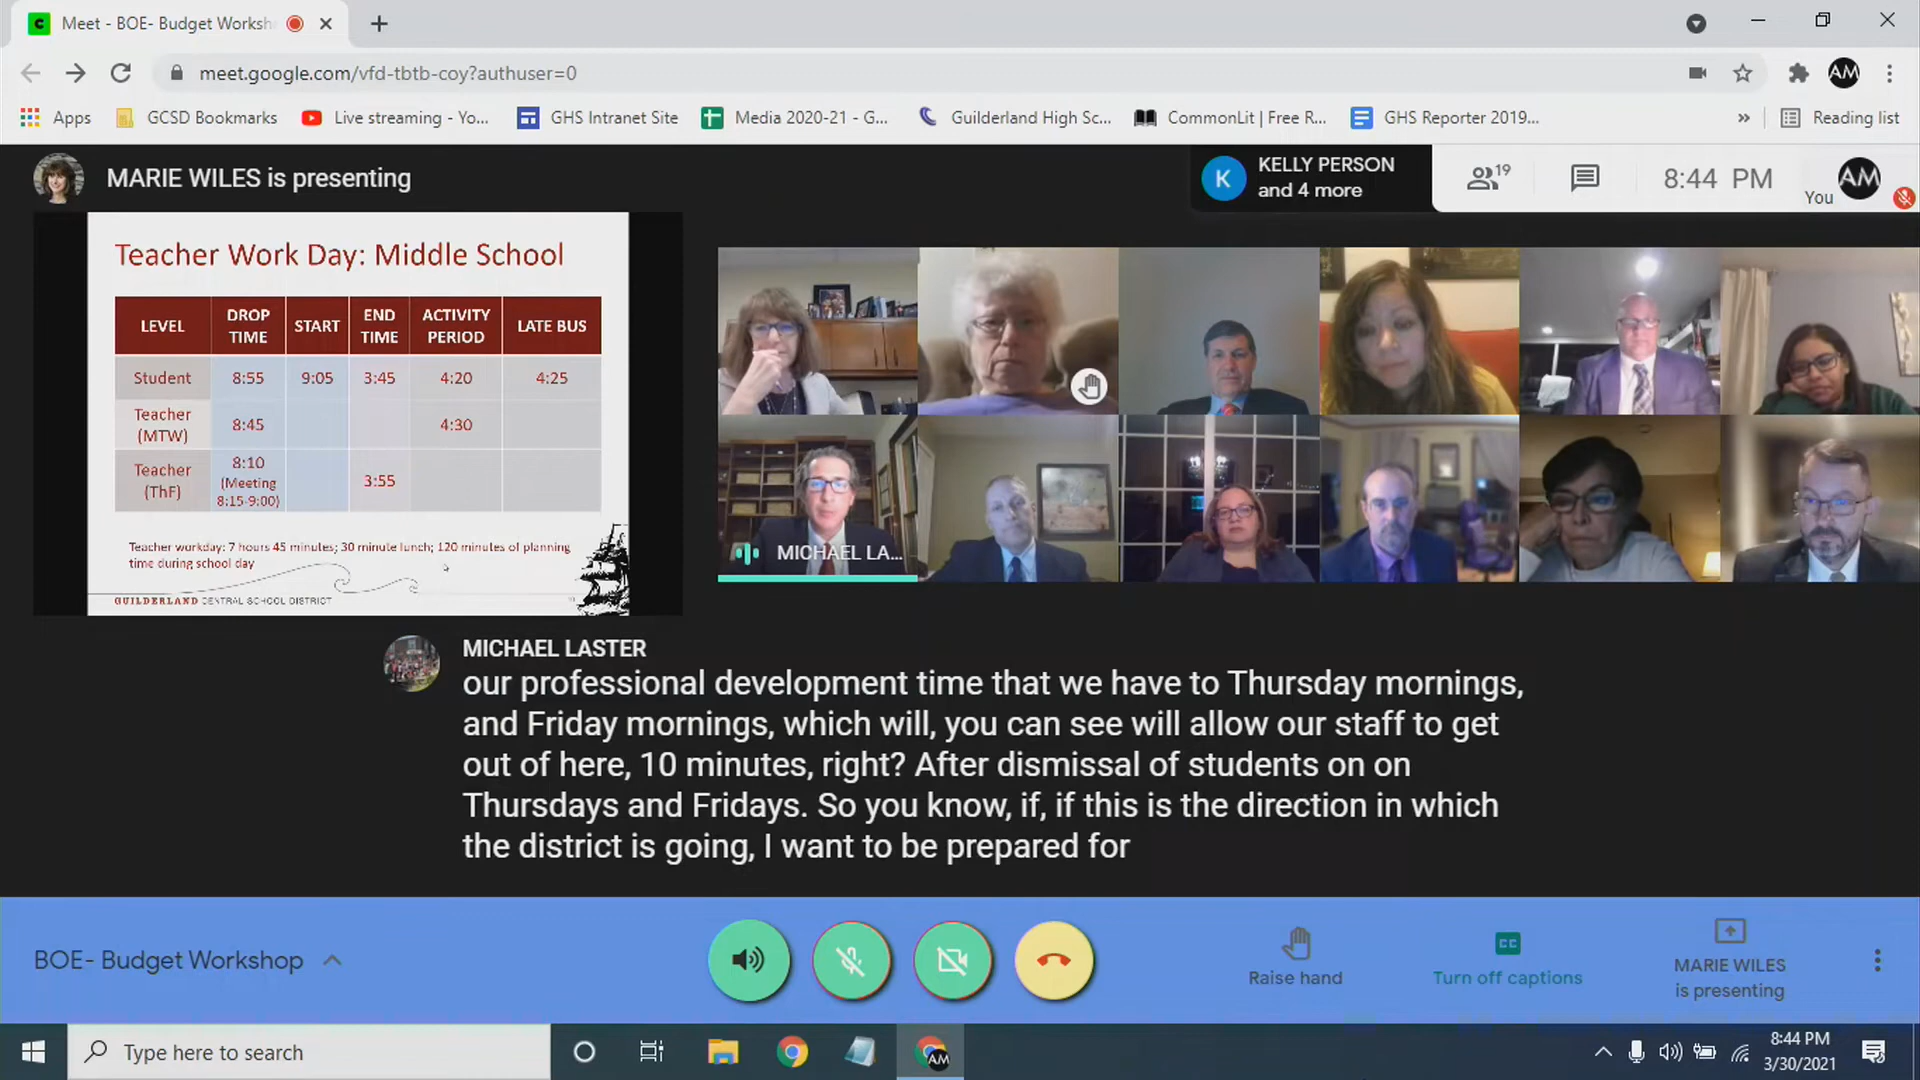 Meet - BOE- Budget Worksh
meet.google.com/vfd-tbtb-coy?authuser=0
AM
Apps
GCSD Bookmarks
Live streaming - Yo...
GHS Intranet Site
Media 2020-21 - G...
Guilderland High Sc...
CommonLit | Free R...
GHS Reporter 2019...
»
Reading list
MARIE WILES is presenting
K
KELLY PERSON
and 4 more
19
8:44 PM
You
AM
Teacher Work Day: Middle School
LEVEL DROP TIME START END TIME ACTIVITY PERIOD LATE BUS
Student 8:55 9:05 3:45 4:20 4:25
Teacher (MTW) 8:45 4:30
Teacher (ThF) 8:10 (Meeting 8:15-9:00) 3:55
Teacher workday: 7 hours 45 minutes; 30 minute lunch; 120 minutes of planning
time during school day
GUILDERLAND CENTRAL SCHOOL DISTRICT
MICHAEL LA...
MICHAEL LASTER
our professional development time that we have to Thursday mornings,
and Friday mornings, which will, you can see will allow our staff to get
out of here, 10 minutes, right? After dismissal of students on on
Thursdays and Fridays. So you know, if, if this is the direction in which
the district is going, I want to be prepared for
BOE- Budget Workshop
Raise hand
CC
Turn off captions
MARIE WILES
is presenting
Type here to search
AM
8:44 PM
3/30/2021